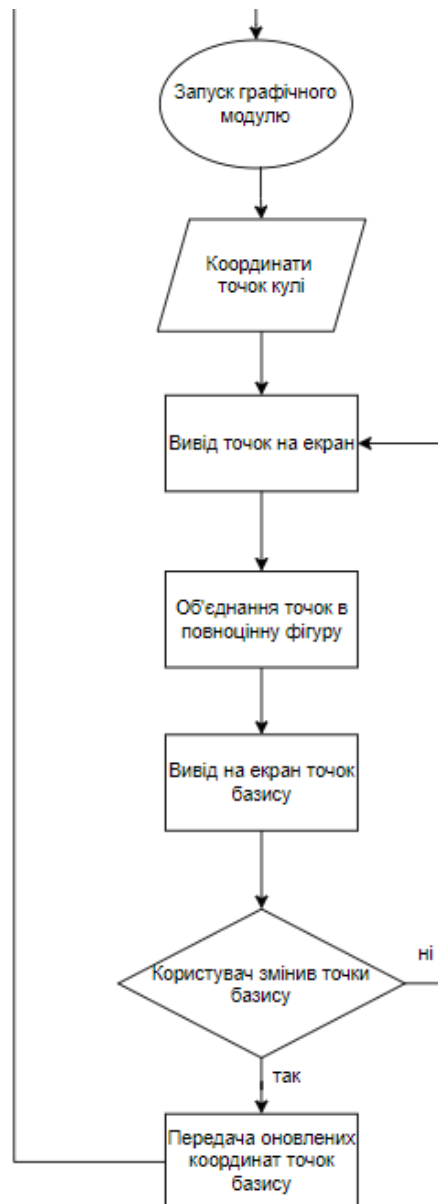 Запуск графічного
модулю
Координати
точок кулі
Вивід точок на екран
Об'єднання точок в
повноцінну фігуру
Вивід на екран точок
базису
Користувач змінив точки
базису
ні
так
Передача оновлених
координат точок
базису